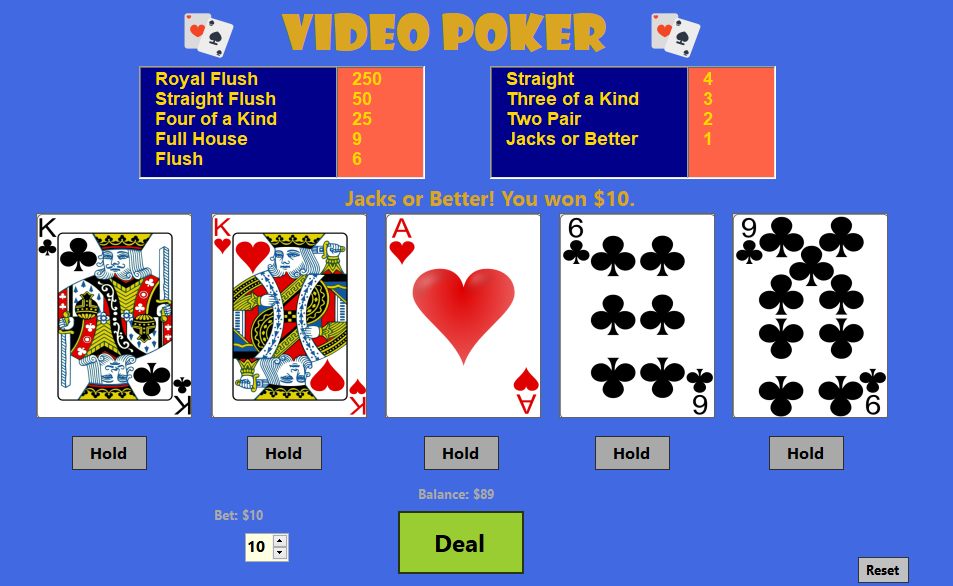 VIDEO POKER
Royal Flush 250
Straight Flush 50
Four of a Kind 25
Full House 9
Flush 6
Straight 4
Three of a Kind 3
Two Pair 2
Jacks or Better 1
Jacks or Better! You won $10.
K K A 6 9
K K A 6 9
Hold Hold Hold Hold Hold
Balance: $89
Bet: $10
10
Deal
Reset